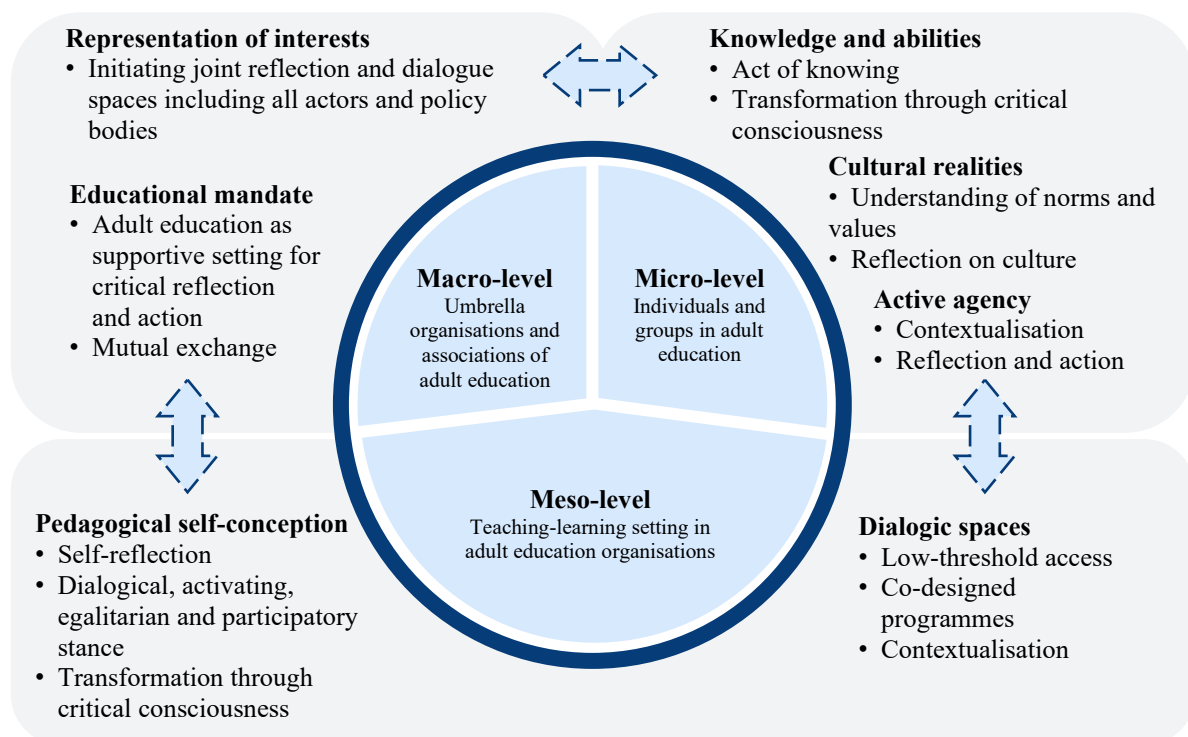 Representation of interests
• Initiating joint reflection and dialogue
spaces including all actors and policy
bodies
Educational mandate
• Adult education as
supportive setting for
critical reflection
and action
• Mutual exchange
Knowledge and abilities
• Act of knowing
• Transformation through critical
consciousness
Cultural realities
• Understanding of norms and
values
• Reflection on culture
Active agency
• Contextualisation
• Reflection and action
Macro-level
Umbrella
organisations and
associations of
adult education
Micro-level
Individuals and
groups in adult
education
Meso-level
Teaching-learning setting in
adult education organisations
Pedagogical self-conception
• Self-reflection
• Dialogical, activating,
egalitarian and participatory
stance
• Transformation through
critical consciousness
Dialogic spaces
• Low-threshold access
• Co-designed
programmes
• Contextualisation